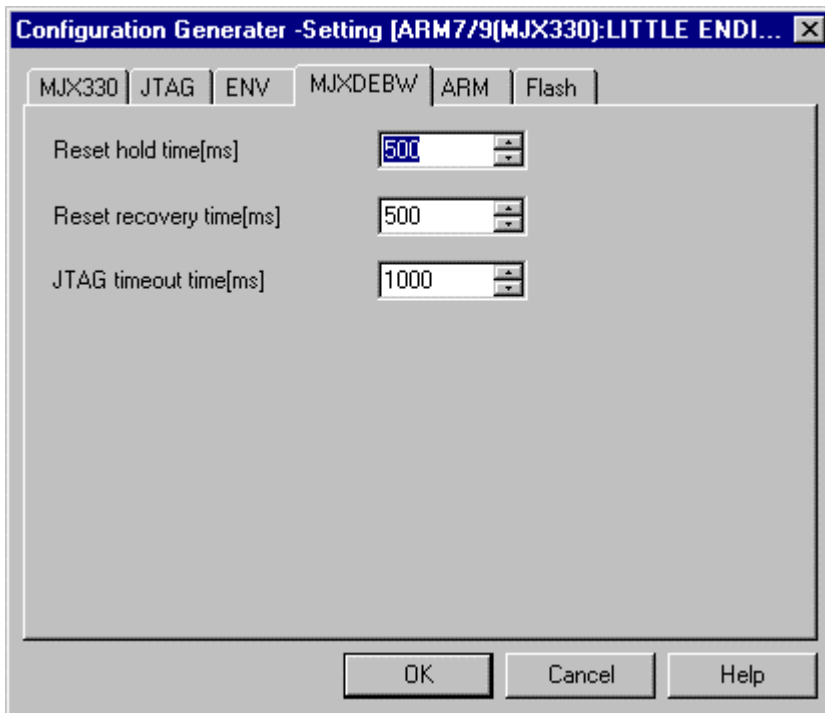 Configuration Generater -Setting [ARM7/9(MJX330):LITTLE ENDI...
MJX330 JTAG ENV MJXDEBW ARM Flash
Reset hold time[ms] 500
Reset recovery time[ms] 500
JTAG timeout time[ms] 1000
OK Cancel Help